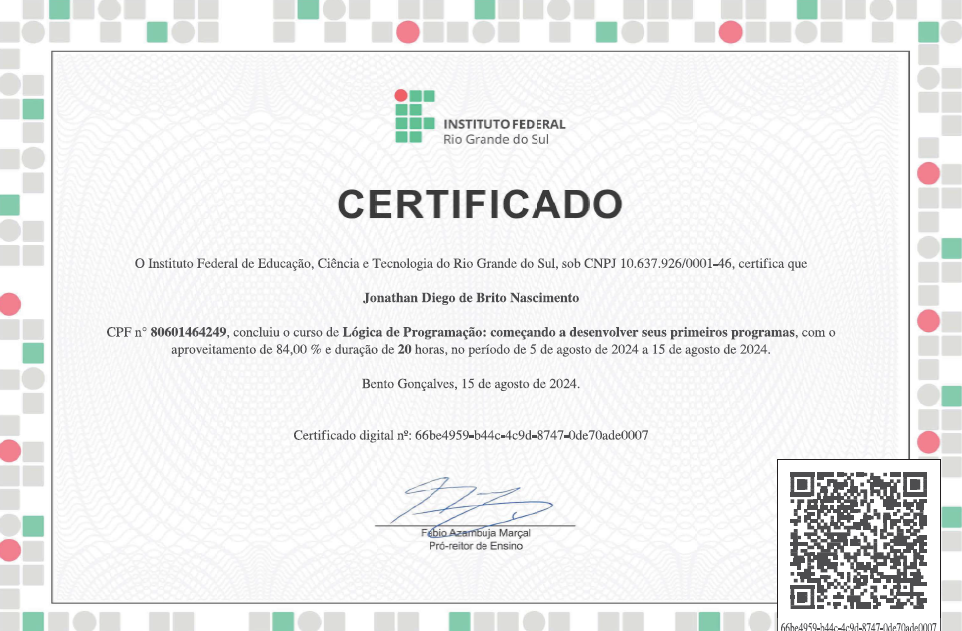 INSTITUTO FEDERAL
Rio Grande do Sul
CERTIFICADO
O Instituto Federal de Educação, Ciência e Tecnologia do Rio Grande do Sul, sob CNPJ 10.637.926/0001-46, certifica que
Jonathan Diego de Brito Nascimento
CPF n° 80601464249, concluiu o curso de Lógica de Programação: começando a desenvolver seus primeiros programas, com o
aproveitamento de 84,00 % e duração de 20 horas, no período de 5 de agosto de 2024 a 15 de agosto de 2024.
Bento Gonçalves, 15 de agosto de 2024.
Certificado digital nº: 66be4959-b44c-4c9d-8747-0de70ade0007
Fábio Azambuja Marçal
Pró-reitor de Ensino
66be4959-b44c-4c9d-8747-0de70ade0007